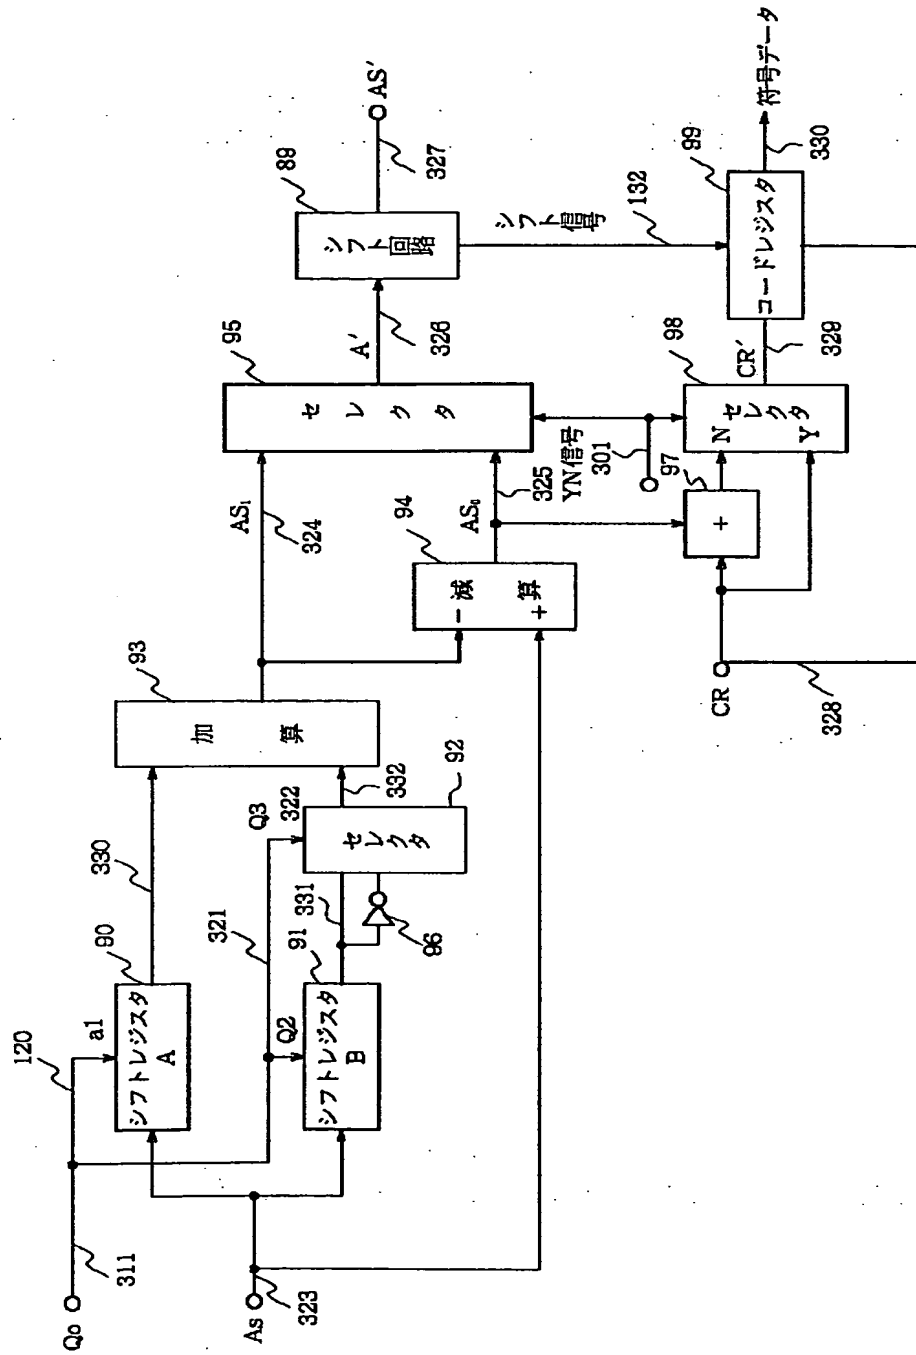 Qo
311
120
a1
90
シフトレジスタ
A
330
321
Q2
91
シフトレジスタ
B
331
96
Q3
322
332
92
セレクタ
As
323
93
加算
AS₁
324
94
減算
−
+
AS₀
325
95
セレクタ
A'
326
89
シフト回路
327
AS'
シフト信号
132
YN信号
301
97
+
CR
328
98
セレクタ
N
Y
CR'
329
99
コードレジスタ
330
符号データ